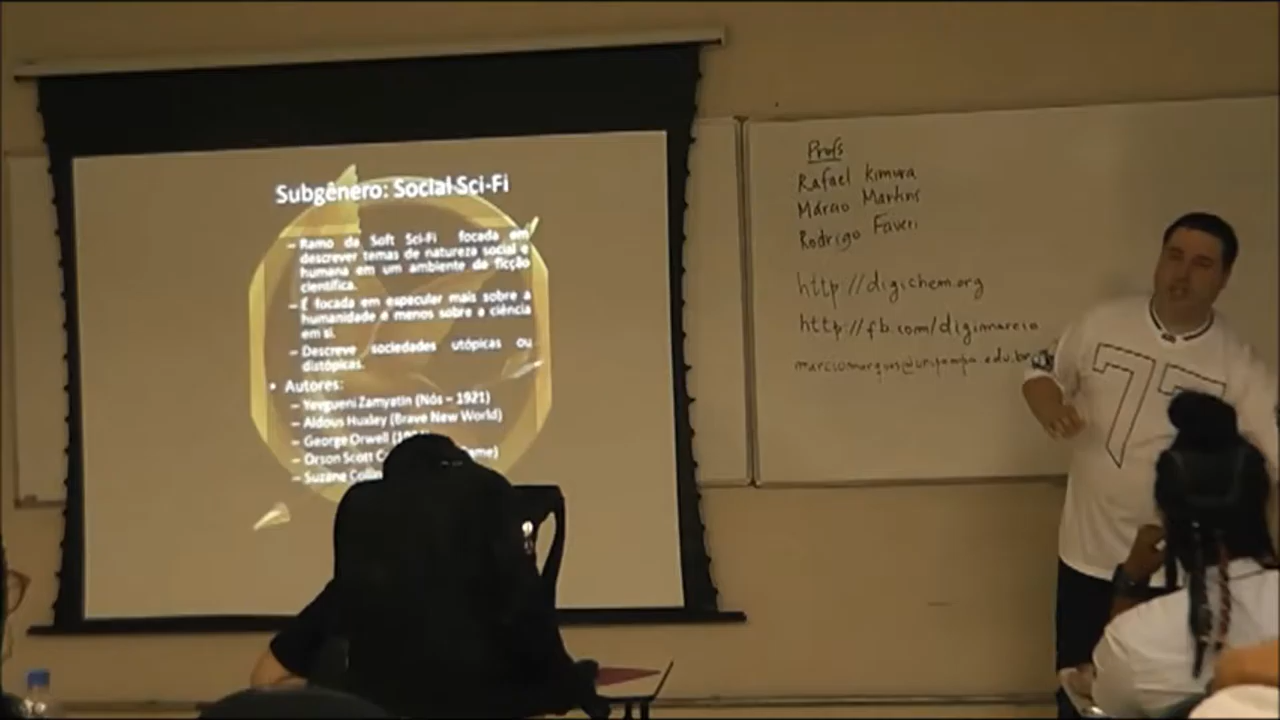 Subgênero: Social Sci-Fi
– Ramo da Soft Sci-Fi focada em
descrever temas de natureza social e
humana em um ambiente de ficção
científica.
– É focada em especular mais sobre a
humanidade e menos sobre a ciência
em si.
– Descreve sociedades utópicas ou
distópicas.
• Autores:
– Yevgueni Zamyatin (Nós – 1921)
– Aldous Huxley (Brave New World)
– George Orwell
– Orson Scott
– Suzane
Profs
Rafael Kimura
Márcio Martins
Rodrigo Faveri
http://digichem.org
http://fb.com/digimarcio
77